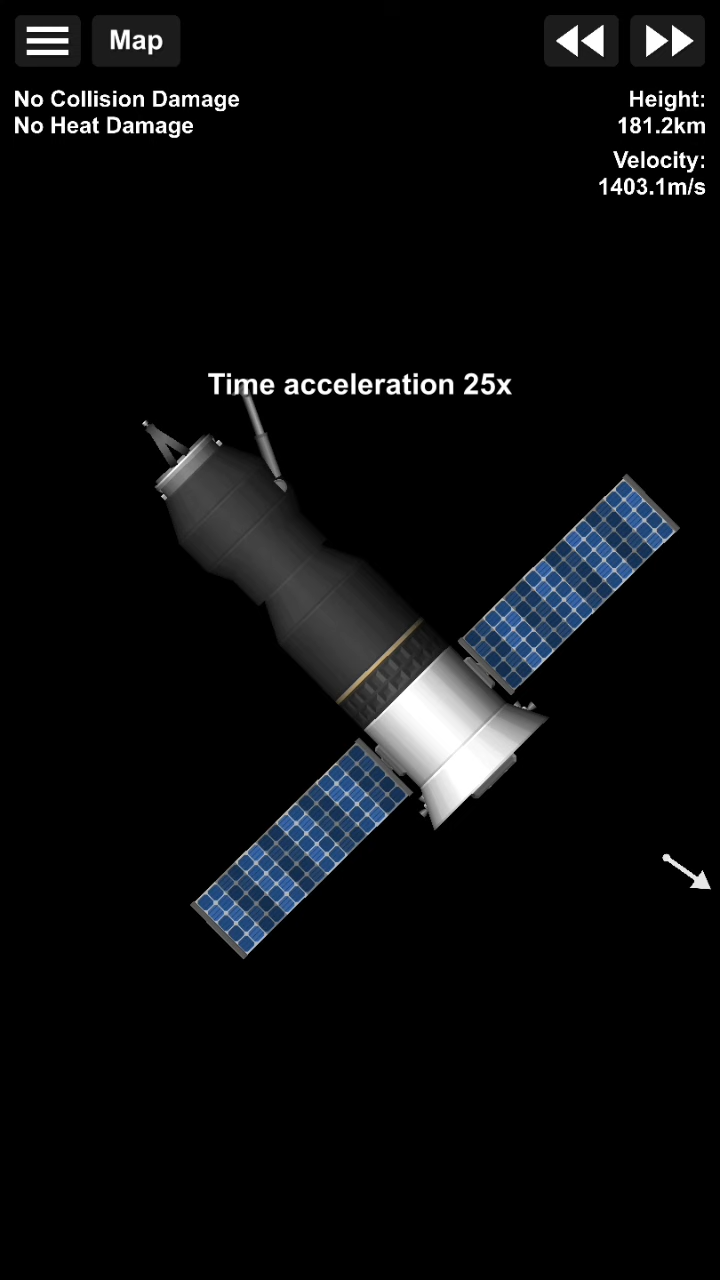 Map
No Collision Damage
No Heat Damage
Height:
181.2km
Velocity:
1403.1m/s
Time acceleration 25x